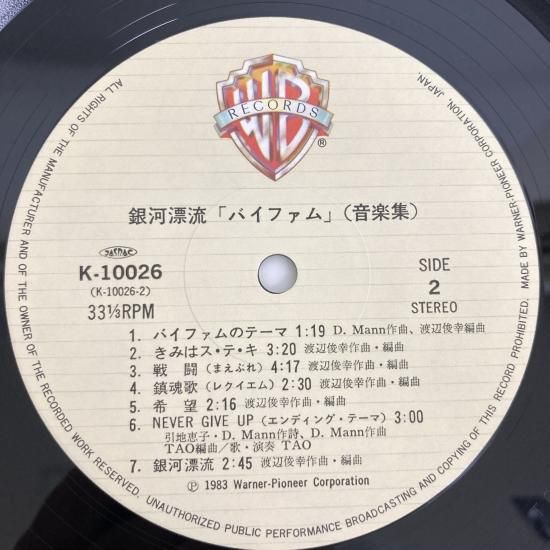 ALL RIGHTS OF THE MANUFACTURER AND OF THE OWNER OF THE RECORDED WORK RESERVED. UNAUTHORIZED PUBLIC PERFORMANCE BROADCASTING AND COPYING OF THIS RECORD PROHIBITED. MADE BY WARNER-PIONEER CORPORATION, JAPAN.
WB
RECORDS
®
銀河漂流「バイファム」(音楽集)
JASRAC
K-10026
(K-10026-2)
33⅓RPM
SIDE
2
STEREO
1. バイファムのテーマ 1:19 D. Mann作曲、渡辺俊幸編曲
2. きみはス・テ・キ 3:20 渡辺俊幸作曲・編曲
3. 戦闘(まえぶれ) 4:17 渡辺俊幸作曲・編曲
4. 鎮魂歌(レクイエム) 2:30 渡辺俊幸作曲・編曲
5. 希望 2:16 渡辺俊幸作曲・編曲
6. NEVER GIVE UP (エンディング・テーマ) 3:00
引地恵子・D. Mann作詩、D. Mann作曲
TAO編曲/歌・演奏 TAO
7. 銀河漂流 2:45 渡辺俊幸作曲・編曲
Ⓟ 1983 Warner-Pioneer Corporation